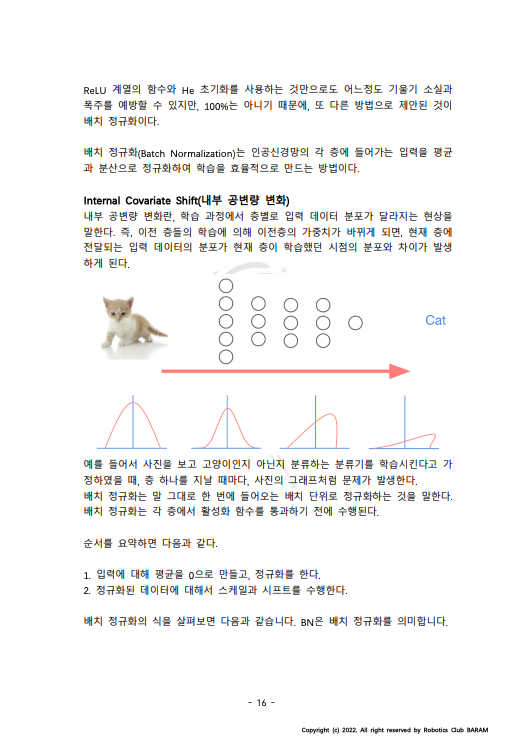 ReLU 계열의 함수와 He 초기화를 사용하는 것만으로도 어느정도 기울기 소실과
폭주를 예방할 수 있지만, 100%는 아니기 때문에, 또 다른 방법으로 제안된 것이
배치 정규화이다.
배치 정규화(Batch Normalization)는 인공신경망의 각 층에 들어가는 입력을 평균
과 분산으로 정규화하여 학습을 효율적으로 만드는 방법이다.
Internal Covariate Shift(내부 공변량 변화)
내부 공변량 변화란, 학습 과정에서 층별로 입력 데이터 분포가 달라지는 현상을
말한다. 즉, 이전 층들의 학습에 의해 이전층의 가중치가 바뀌게 되면, 현재 층에
전달되는 입력 데이터의 분포가 현재 층이 학습했던 시점의 분포와 차이가 발생
하게 된다.
Cat
예를 들어서 사진을 보고 고양이인지 아닌지 분류하는 분류기를 학습시킨다고 가
정하였을 때, 층 하나를 지날 때마다, 사진의 그래프처럼 문제가 발생한다.
배치 정규화는 말 그대로 한 번에 들어오는 배치 단위로 정규화하는 것을 말한다.
배치 정규화는 각 층에서 활성화 함수를 통과하기 전에 수행된다.
순서를 요약하면 다음과 같다.
1. 입력에 대해 평균을 0으로 만들고, 정규화를 한다.
2. 정규화된 데이터에 대해서 스케일과 시프트를 수행한다.
배치 정규화의 식을 살펴보면 다음과 같습니다. BN은 배치 정규화를 의미합니다.
- 16 -
Copyright (c) 2022. All right reserved by Robotics Club BARAM